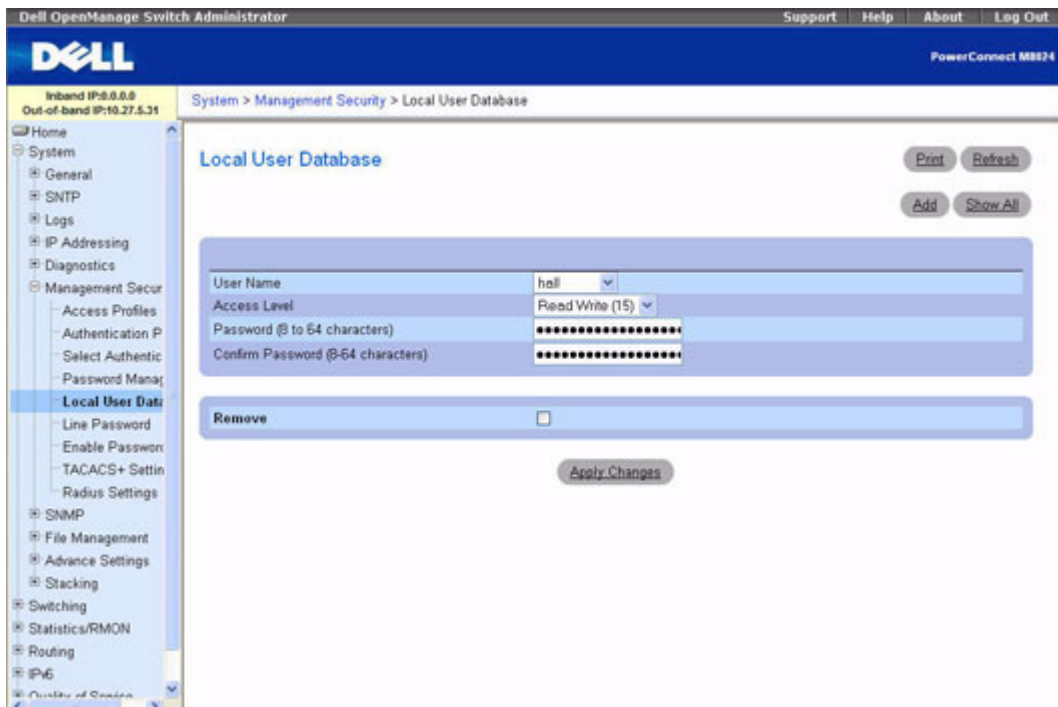 Dell OpenManage Switch Administrator Support Help About Log Out
DELL
PowerConnect M8024
Inband IP:0.0.0.0
Out-of-band IP:10.27.5.31
System > Management Security > Local User Database
Home
System
General
SNTP
Logs
IP Addressing
Diagnostics
Management Secur
Access Profiles
Authentication P
Select Authentic
Password Manag
Local User Data
Line Password
Enable Password
TACACS+ Settin
Radius Settings
SNMP
File Management
Advance Settings
Stacking
Switching
Statistics/RMON
Routing
IPv6
Quality of Service
Local User Database
Print Refresh
Add Show All
User Name hall
Access Level Read Write (15)
Password (8 to 64 characters) ••••••••••••••••••
Confirm Password (8-64 characters) ••••••••••••••••••
Remove
Apply Changes